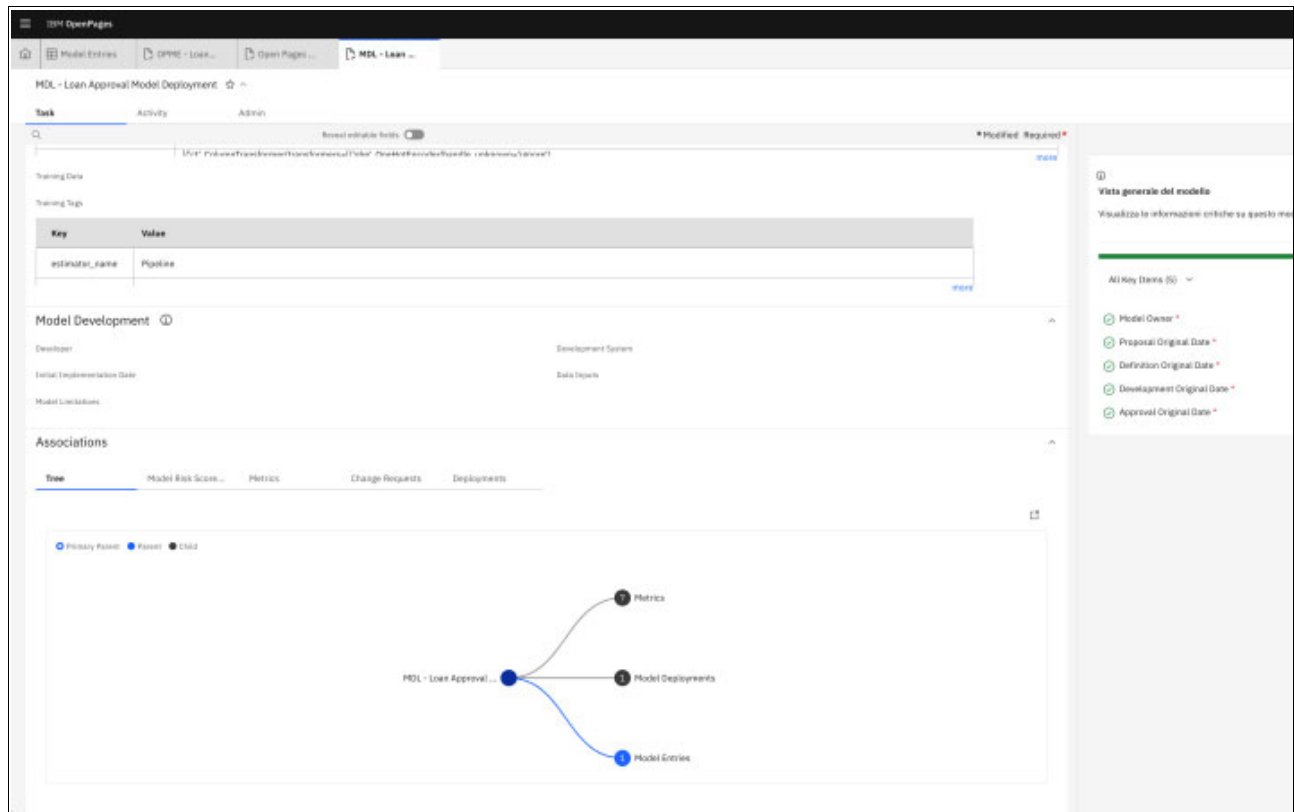 IBM OpenPages
Model Entries
OPME - Loan...
Open Pages ...
MDL - Loan ...
MDL - Loan Approval Model Deployment
Task Activity Admin
Reveal editable fields
* Modified Required *
more
Training Data
Training Tags
Key Value
estimator_name Pipeline
more
Model Development
Developer Development System
Initial Implementation Date Data Inputs
Model Limitations
Associations
Tree Model Risk Score... Metrics Change Requests Deployments
Primary Parent Parent Child
7 Metrics
MDL - Loan Approval ... 1 Model Deployments
1 Model Entries
Vista generale del modello
Visualizza le informazioni critiche su questo mo
All Key Items (5)
Model Owner *
Proposal Original Date *
Definition Original Date *
Development Original Date *
Approval Original Date *